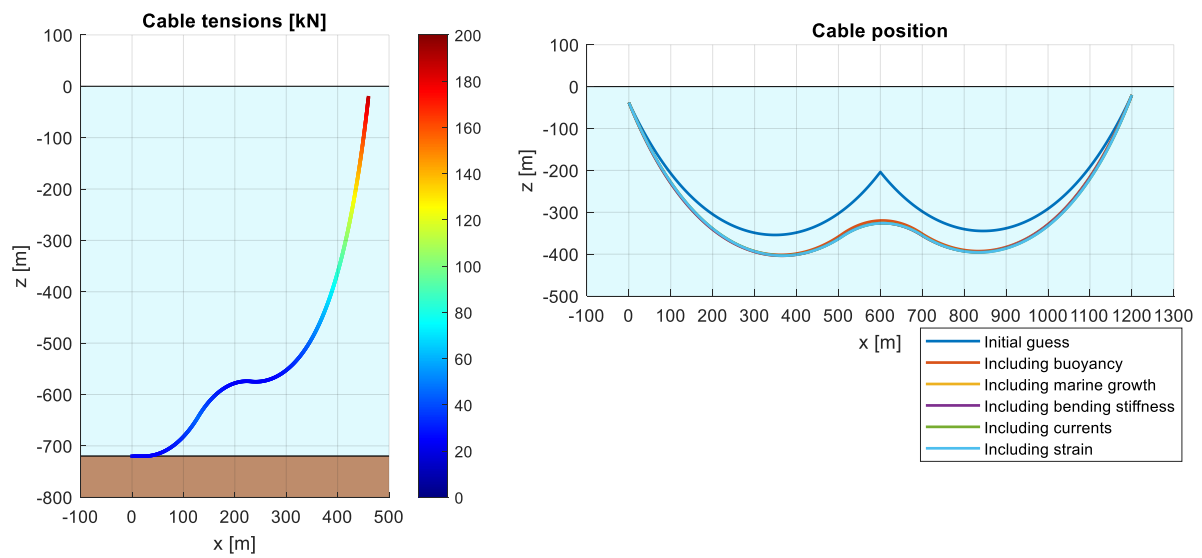 Cable tensions [kN]
100
0
-100
-200
-300
-400
-500
-600
-700
-800
z [m]
-100 0 100 200 300 400 500
x [m]
200
180
160
140
120
100
80
60
40
20
0
Cable position
100
0
-100
-200
-300
-400
-500
z [m]
-100 0 100 200 300 400 500 600 700 800 900 1000 1100 1200 1300
x [m]
Initial guess
Including buoyancy
Including marine growth
Including bending stiffness
Including currents
Including strain